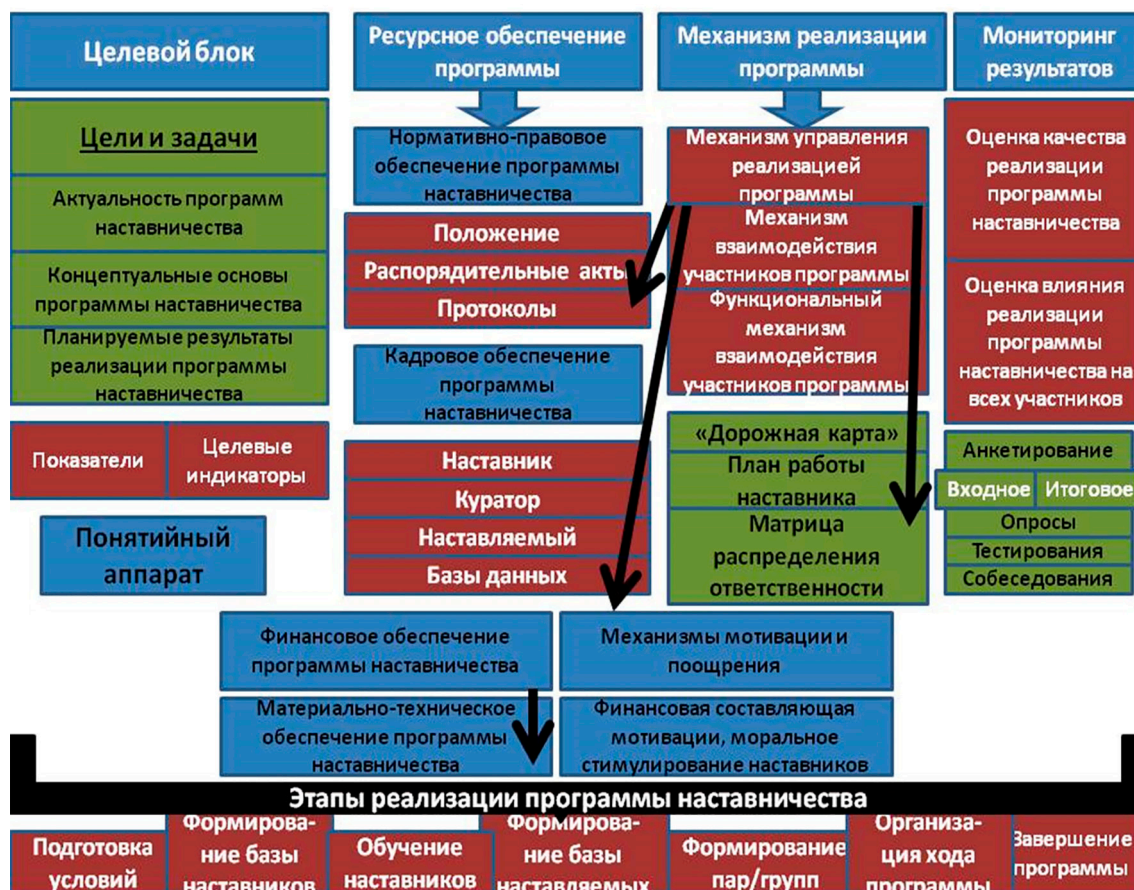 Целевой блок
Цели и задачи
Актуальность программ
наставничества
Концептуальные основы
программы наставничества
Планируемые результаты
реализации программы
наставничества
Показатели
Целевые
индикаторы
Понятийный
аппарат
Ресурсное обеспечение
программы
Нормативно-правовое
обеспечение программы
наставничества
Положение
Распорядительные акты
Протоколы
Кадровое обеспечение
программы
наставничества
Наставник
Куратор
Наставляемый
Базы данных
Механизм реализации
программы
Механизм управления
реализацией
программы
Механизм
взаимодействия
участников программы
Функциональный
механизм
взаимодействия
участников программы
«Дорожная карта»
План работы
наставника
Матрица
распределения
ответственности
Мониторинг
результатов
Оценка качества
реализации
программы
наставничества
Оценка влияния
реализации
программы
наставничества на
всех участников
Анкетирование
Входное
Итоговое
Опросы
Тестирования
Собеседования
Финансовое обеспечение
программы наставничества
Механизмы мотивации и
поощрения
Материально-техническое
обеспечение программы
наставничества
Финансовая составляющая
мотивации, моральное
стимулирование наставников
Этапы реализации программы наставничества
Подготовка
условий
Формирова-
ние базы
наставников
Обучение
наставников
Формирова-
ние базы
наставляемых
Формирование
пар/групп
Организа-
ция хода
программы
Завершение
программы